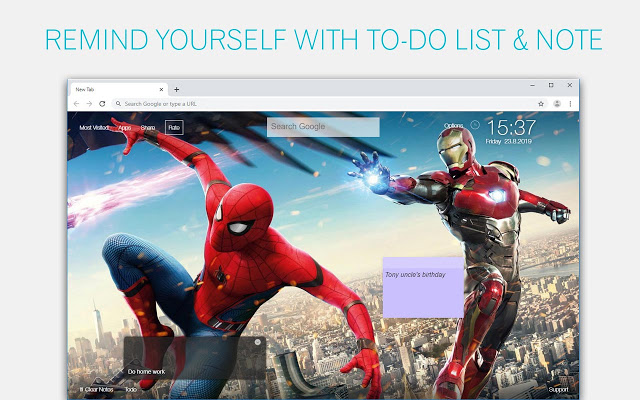 REMIND YOURSELF WITH TO-DO LIST & NOTE
New Tab
Search Google or type a URL
Most Visited Apps Share Rate
Search Google
Options
15:37
Friday 23.8.2019
Tony uncle's birthday
Do home work
Clear Notes Todo
Support